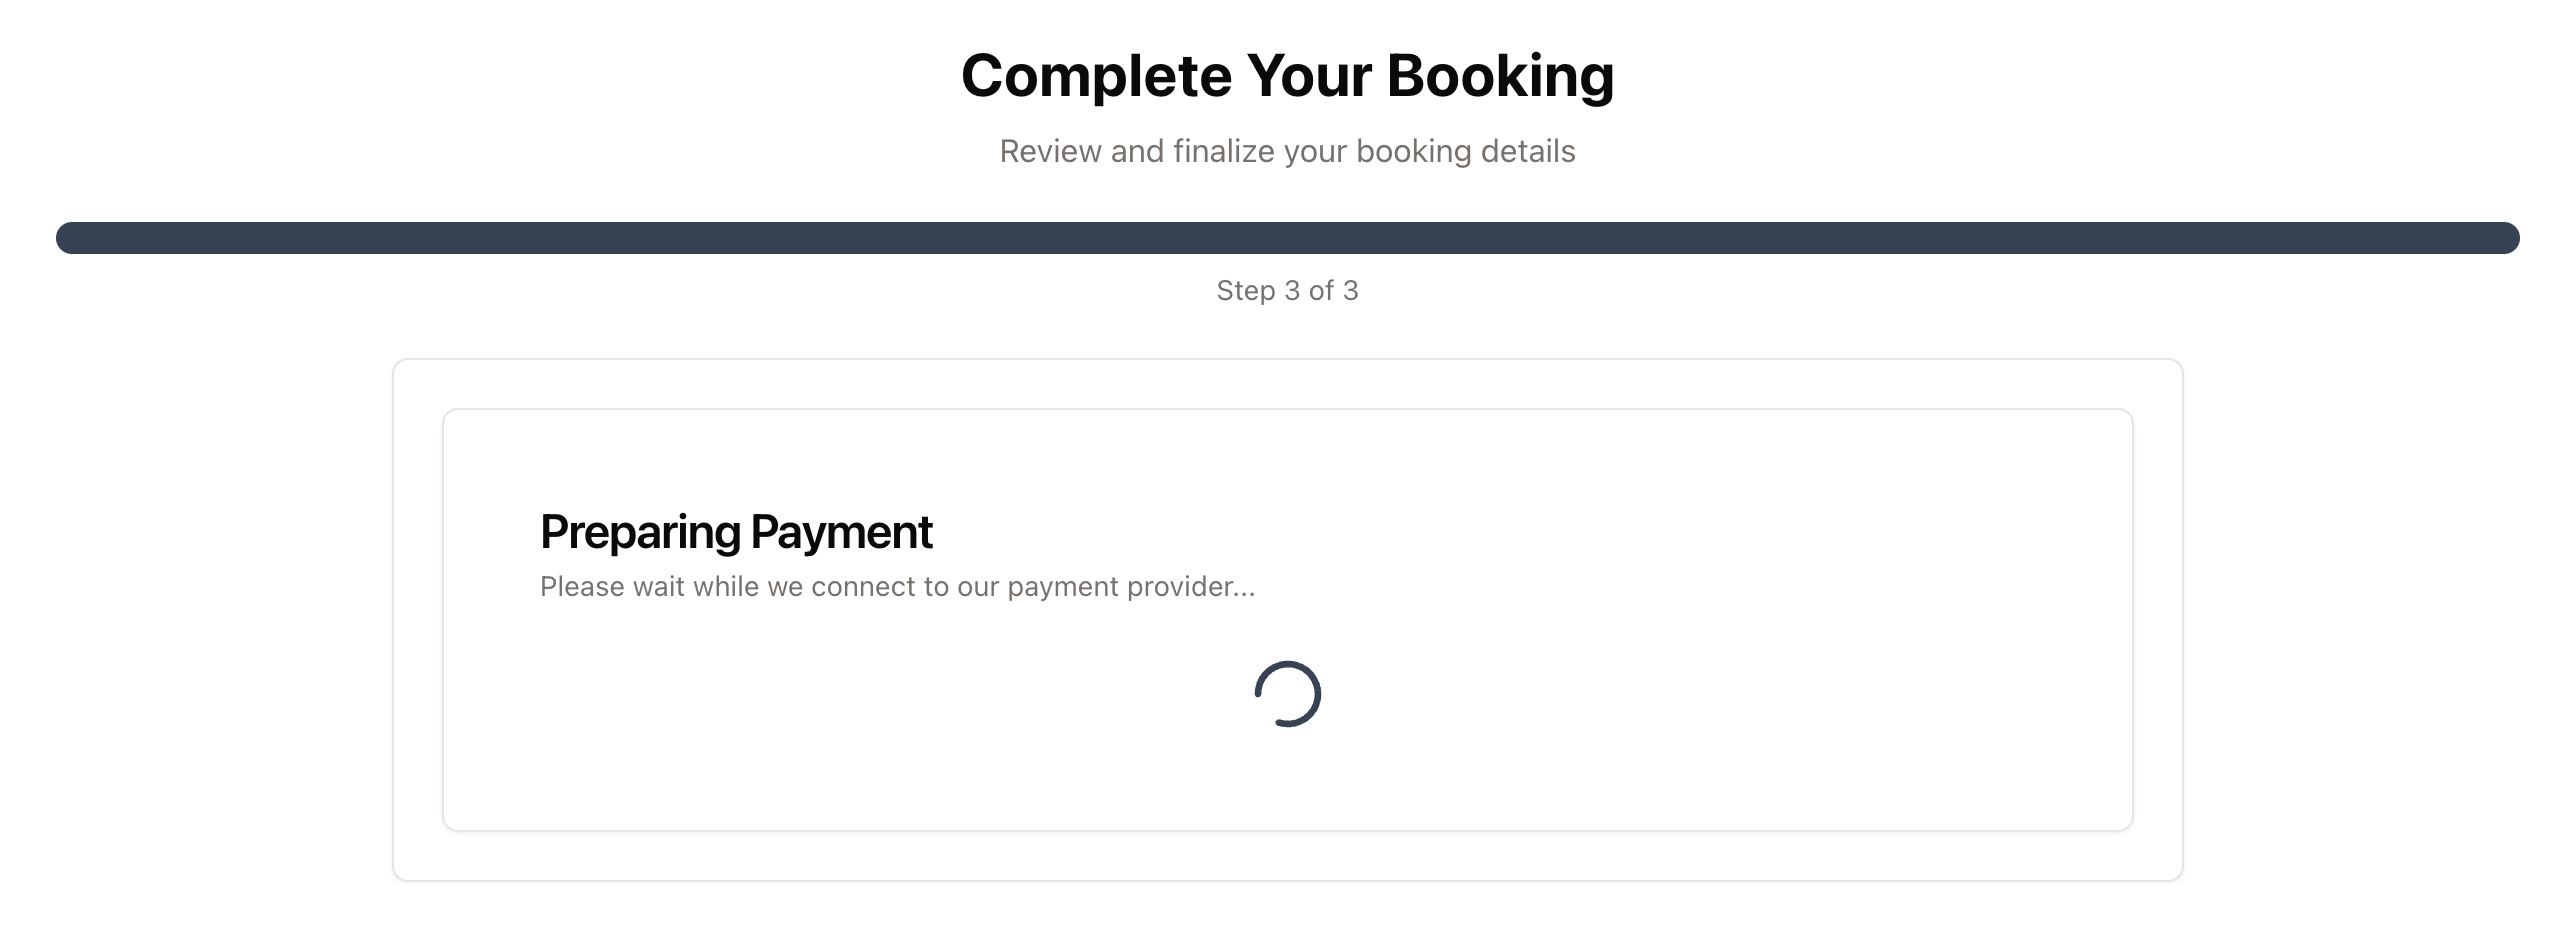 Complete Your Booking
Review and finalize your booking details
Step 3 of 3
Preparing Payment
Please wait while we connect to our payment provider...